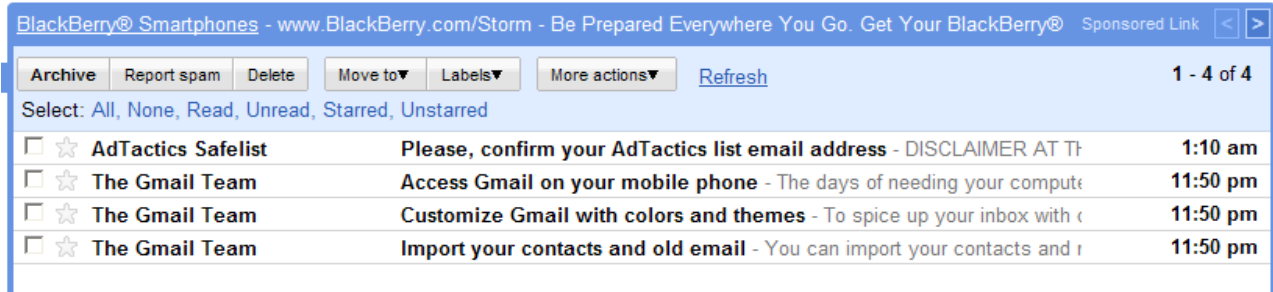 BlackBerry® Smartphones - www.BlackBerry.com/Storm - Be Prepared Everywhere You Go. Get Your BlackBerry® Sponsored Link < >
Archive Report spam Delete Move to▼ Labels▼ More actions▼ Refresh 1 - 4 of 4
Select: All, None, Read, Unread, Starred, Unstarred
AdTactics Safelist Please, confirm your AdTactics list email address - DISCLAIMER AT 1:10 am
The Gmail Team Access Gmail on your mobile phone - The days of needing your 11:50 pm
The Gmail Team Customize Gmail with colors and themes - To spice up your inbox with 11:50 pm
The Gmail Team Import your contacts and old email - You can import your contacts and 11:50 pm